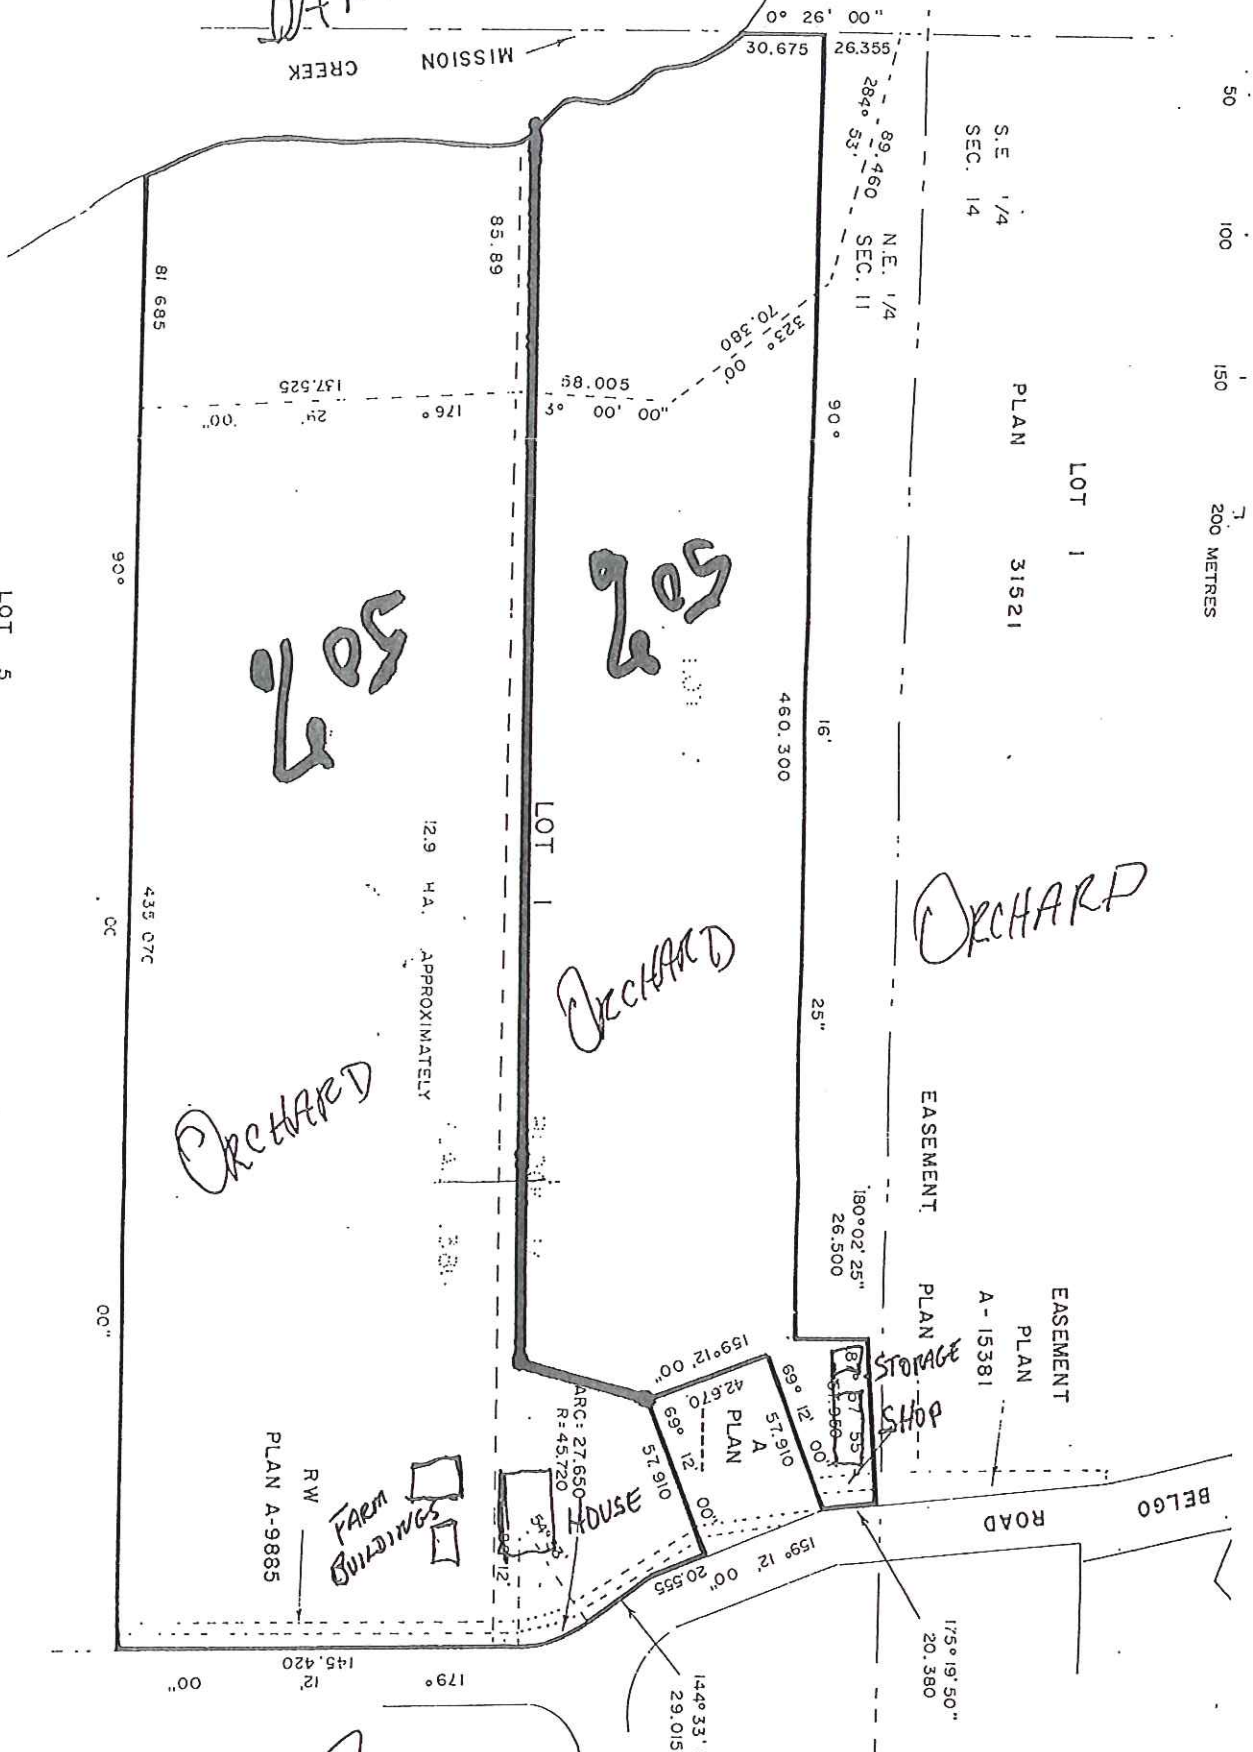 MISSION
CREEK
0° 26' 00"
30.675
26.355
89.460
284° 53'
S.E 1/4
SEC. 14
N.E. 1/4
SEC. 11
50
100
150
200 METRES
LOT 1
PLAN 31521
85.89
81 685
137.525
176° 29' 00"
3° 00' 00"
323° 00'
70.380
90° 16' 25"
460.300
50%
50%
LOT 1
12.9 HA. APPROXIMATELY
ORCHARD
ORCHARD
ORCHARD
90° 00"
LOT 5
EASEMENT PLAN
EASEMENT
PLAN
A-15381
180°02'25"
26.500
STORAGE
SHOP
159°12'00"
42.670
69° 12' 00"
57.910
PLAN
A
69° 12' 00"
57.910
ARC= 27.650
R=45.720
HOUSE
FARM
BUILDINGS
RW
PLAN A-9885
159° 12' 00"
20.555
BELGO
ROAD
175° 19' 50"
20.380
144° 33'
29.015
145.420
179° 12' 00"